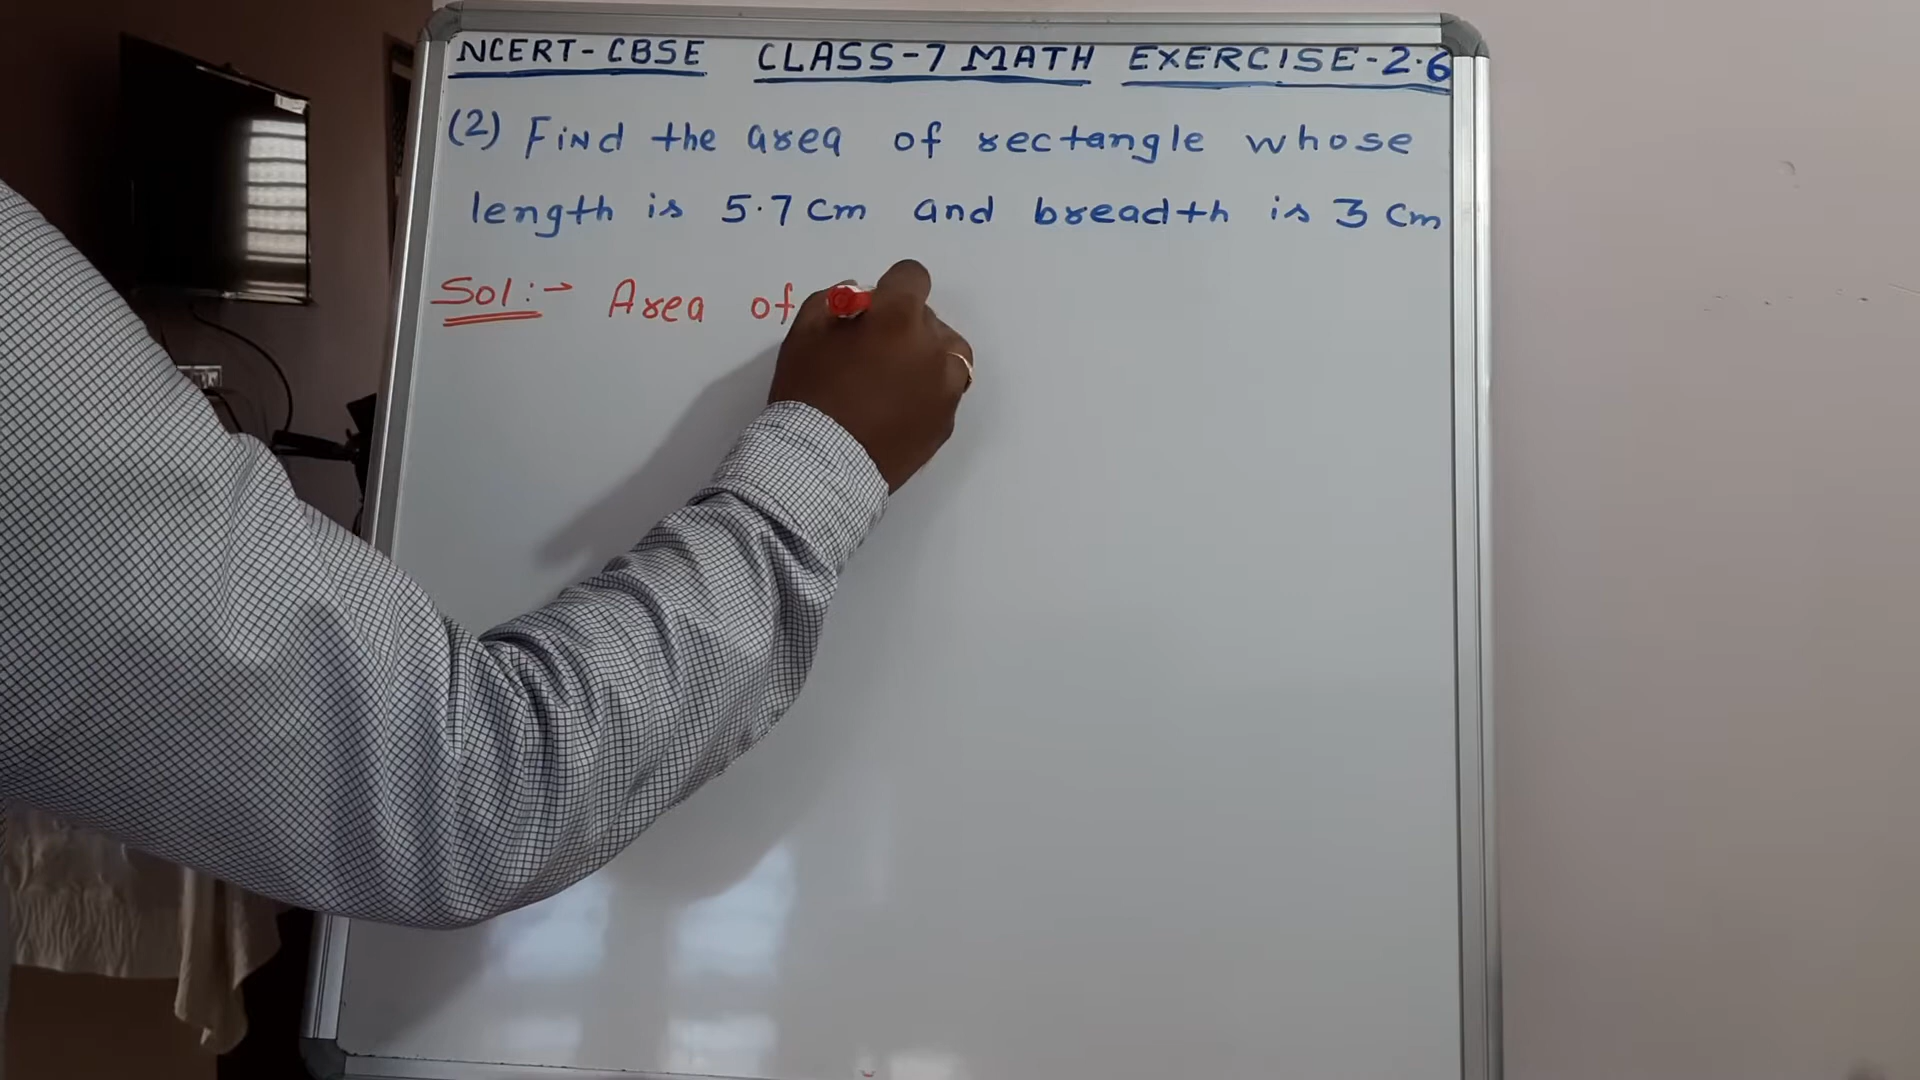 NCERT-CBSE CLASS-7 MATH EXERCISE-2.6
(2) Find the area of rectangle whose
length is 5.7 cm and breadth is 3 cm
Sol:→ Area of